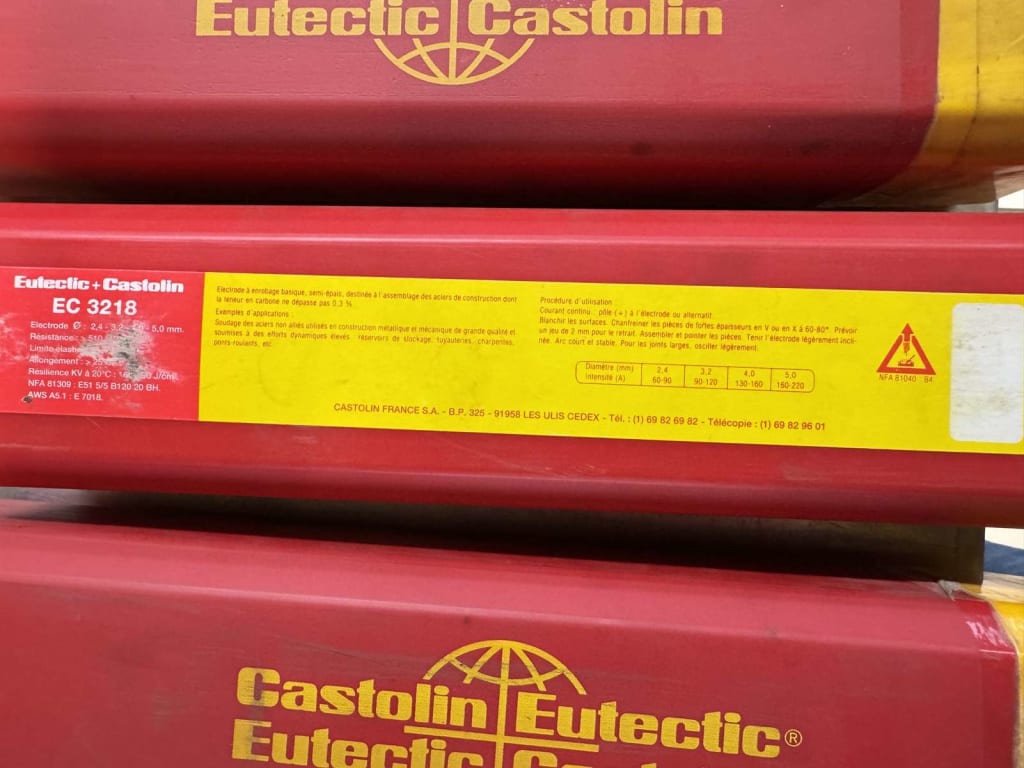 Eutectic Castolin
Eutectic + Castolin
EC 3218
Electrode Ø : 2,4 - 3,2 - 4,0 - 5,0 mm.
Résistance : > 510
Limite élastique
Allongement : >
Résilience KV à 20°C : J/cm
NFA 81309 : E51 5/5 B120 20 BH.
AWS A5.1 : E 7018.
Electrode à enrobage basique, semi-épais, destinée à l'assemblage des aciers de construction dont
la teneur en carbone ne dépasse pas 0,3 %.
Exemples d'applications :
Soudage des aciers non alliés utilisés en construction métallique et mécanique de grande qualité et
soumises à des efforts dynamiques élevés : réservoirs de stockage, tuyauteries, charpentes,
ponts-roulants, etc.
Procédure d'utilisation :
Courant continu : pôle (+) à l'électrode ou alternatif.
Blanchir les surfaces. Chanfreiner les pièces de fortes épaisseurs en V ou en X à 60-80°. Prévoir
un jeu de 2 mm pour le retrait. Assembler et pointer les pièces. Tenir l'électrode légèrement incli-
née. Arc court et stable. Pour les joints larges, osciller légèrement.
Diamètre (mm) 2,4 3,2 4,0 5,0
Intensité (A) 60-90 90-120 130-160 160-220
NFA 81040 : B4
CASTOLIN FRANCE S.A. - B.P. 325 - 91958 LES ULIS CEDEX - Tél. : (1) 69 82 69 82 - Télécopie : (1) 69 82 96 01
Castolin Eutectic®
Eutectic Castolin